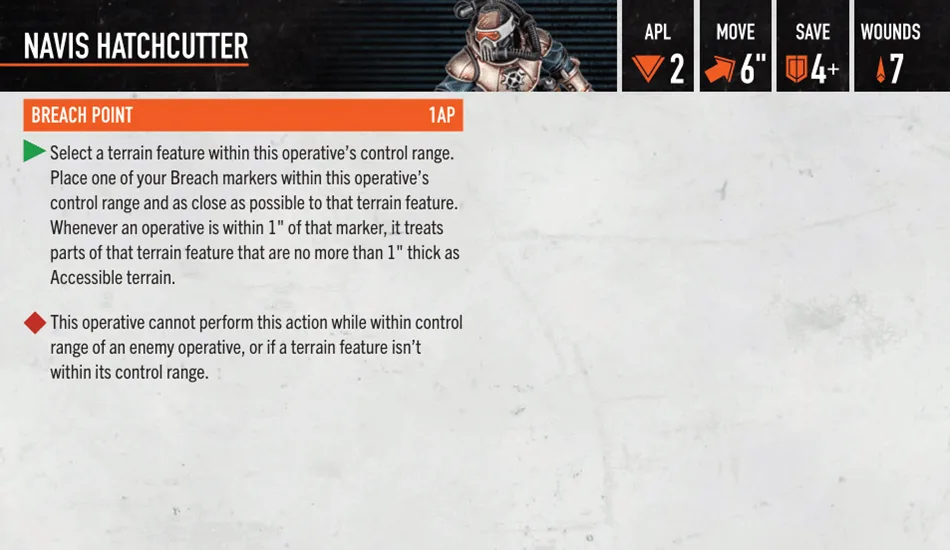 NAVIS HATCHCUTTER
APL MOVE SAVE WOUNDS
2 6" 4+ 7
BREACH POINT 1AP
Select a terrain feature within this operative’s control range.
Place one of your Breach markers within this operative’s
control range and as close as possible to that terrain feature.
Whenever an operative is within 1" of that marker, it treats
parts of that terrain feature that are no more than 1" thick as
Accessible terrain.
This operative cannot perform this action while within control
range of an enemy operative, or if a terrain feature isn’t
within its control range.